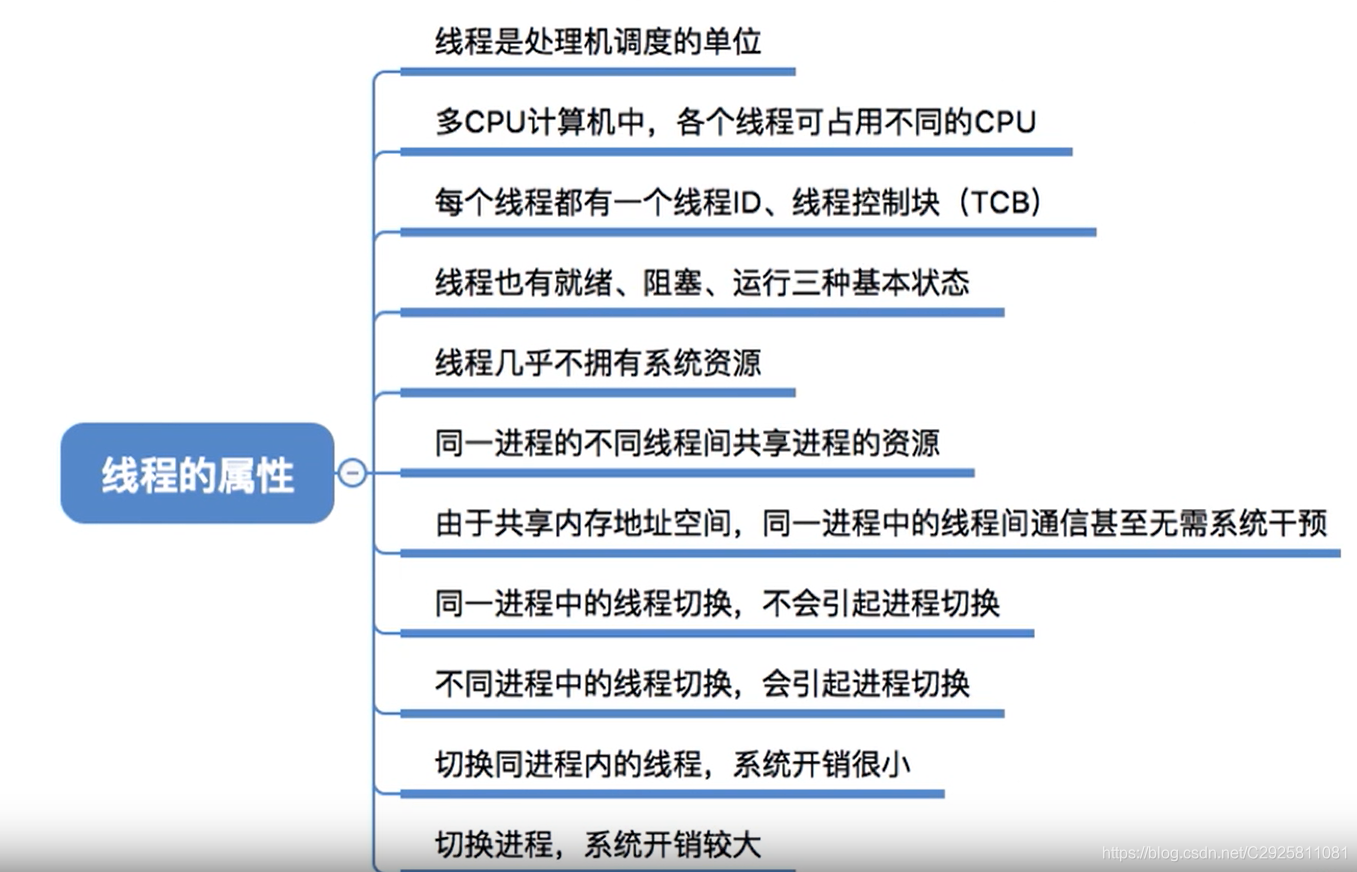 线程是处理机调度的单位
多CPU计算机中，各个线程可占用不同的CPU
每个线程都有一个线程ID、线程控制块（TCB）
线程也有就绪、阻塞、运行三种基本状态
线程几乎不拥有系统资源
同一进程的不同线程间共享进程的资源
线程的属性
由于共享内存地址空间，同一进程中的线程间通信甚至无需系统干预
同一进程中的线程切换，不会引起进程切换
不同进程中的线程切换，会引起进程切换
切换同进程内的线程，系统开销很小
切换进程，系统开销较大
https://blog.csdn.net/C2925811081